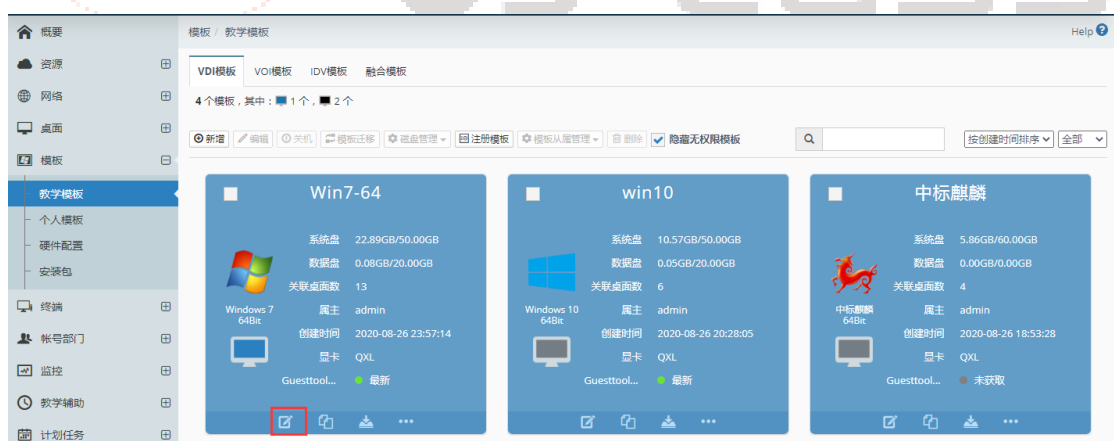 概要
模板 / 教学模板
Help
资源
VDI模板 VOI模板 IDV模板 融合模板
网络
4 个模板，其中： 1 个， 2 个
桌面
新增 编辑 关机 模板迁移 磁盘管理 注册模板 模板从属管理 删除 隐藏无权限模板 按创建时间排序 全部
模板
教学模板
个人模板
硬件配置
安装包
终端
帐号部门
监控
教学辅助
计划任务
Win7-64
系统盘 22.89GB/50.00GB
数据盘 0.08GB/20.00GB
关联桌面数 13
Windows 7
64Bit
属主 admin
创建时间 2020-08-26 23:57:14
显卡 QXL
Guesttool... 最新
win10
系统盘 10.57GB/50.00GB
数据盘 0.05GB/20.00GB
关联桌面数 6
Windows 10
64Bit
属主 admin
创建时间 2020-08-26 20:28:05
显卡 QXL
Guesttool... 最新
中标麒麟
系统盘 5.86GB/60.00GB
数据盘 0.00GB/0.00GB
关联桌面数 4
中标麒麟
64Bit
属主 admin
创建时间 2020-08-26 18:53:28
显卡 QXL
Guesttool... 未获取